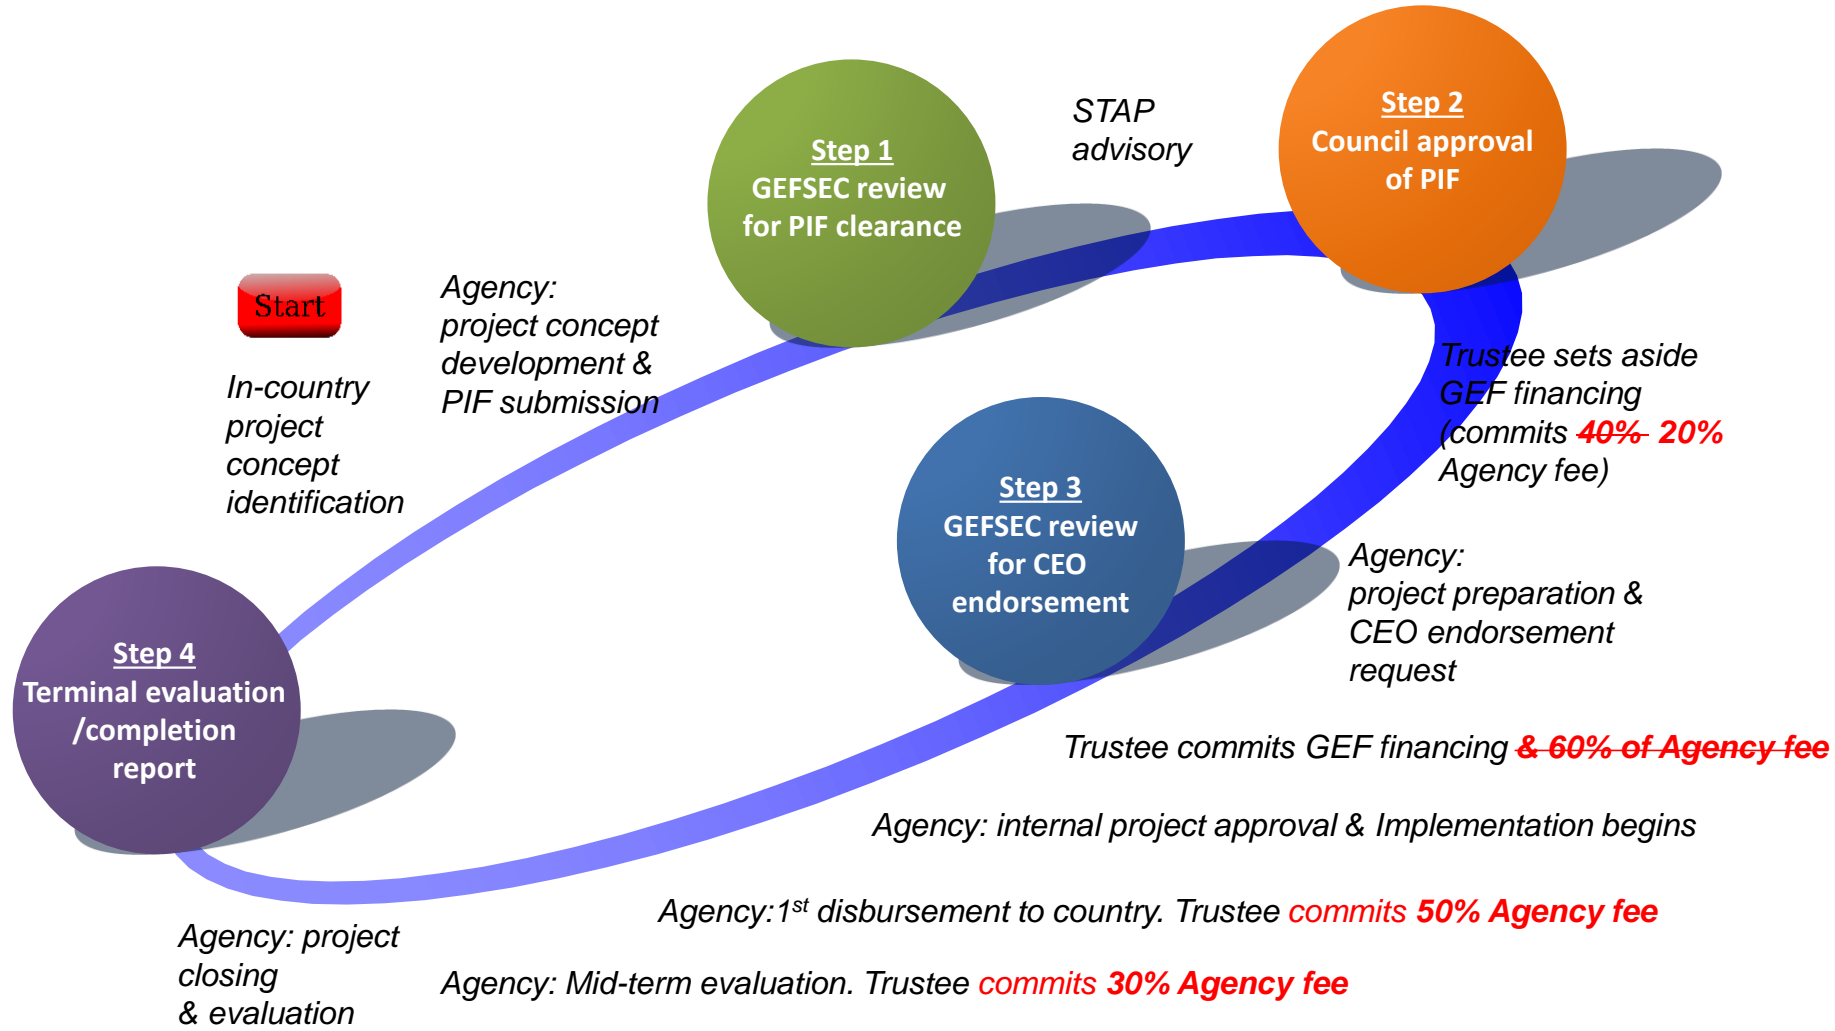 Start
In-country
project
concept
identification
Agency:
project concept
development &
PIF submission
Step 1
GEFSEC review
for PIF clearance
STAP
advisory
Step 2
Council approval
of PIF
Trustee sets aside
GEF financing
(commits 40% 20%
Agency fee)
Agency:
project preparation &
CEO endorsement
request
Step 3
GEFSEC review
for CEO
endorsement
Trustee commits GEF financing & 60% of Agency fee
Agency: internal project approval & Implementation begins
Agency:1st disbursement to country. Trustee commits 50% Agency fee
Agency: Mid-term evaluation. Trustee commits 30% Agency fee
Agency: project
closing
& evaluation
Step 4
Terminal evaluation
/completion
report